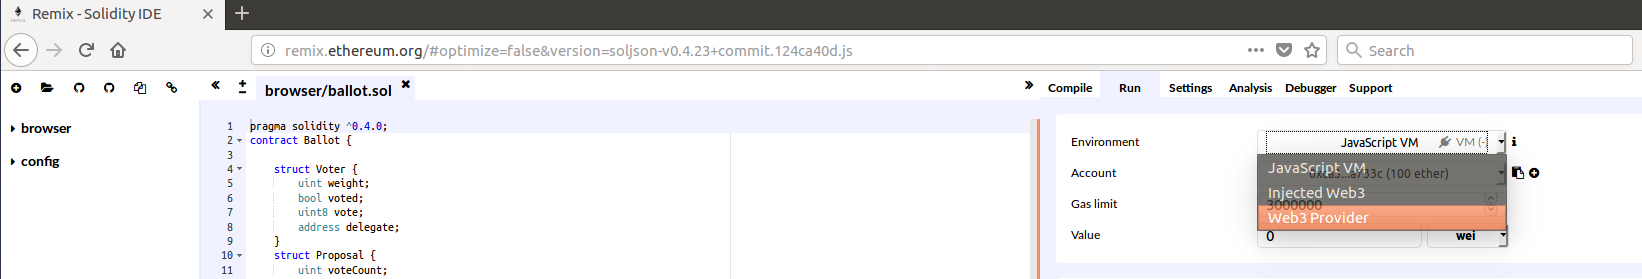 Remix - Solidity IDE
remix.ethereum.org/#optimize=false&version=soljson-v0.4.23+commit.124ca40d.js
Search
browser/ballot.sol
Compile Run Settings Analysis Debugger Support
browser
config
1 pragma solidity ^0.4.0;
2 contract Ballot {
3
4 struct Voter {
5 uint weight;
6 bool voted;
7 uint8 vote;
8 address delegate;
9 }
10 struct Proposal {
11 uint voteCount;
Environment JavaScript VM VM (-)
JavaScript VM
Injected Web3
Web3 Provider
Account (100 ether)
Gas limit 3000000
Value 0 wei